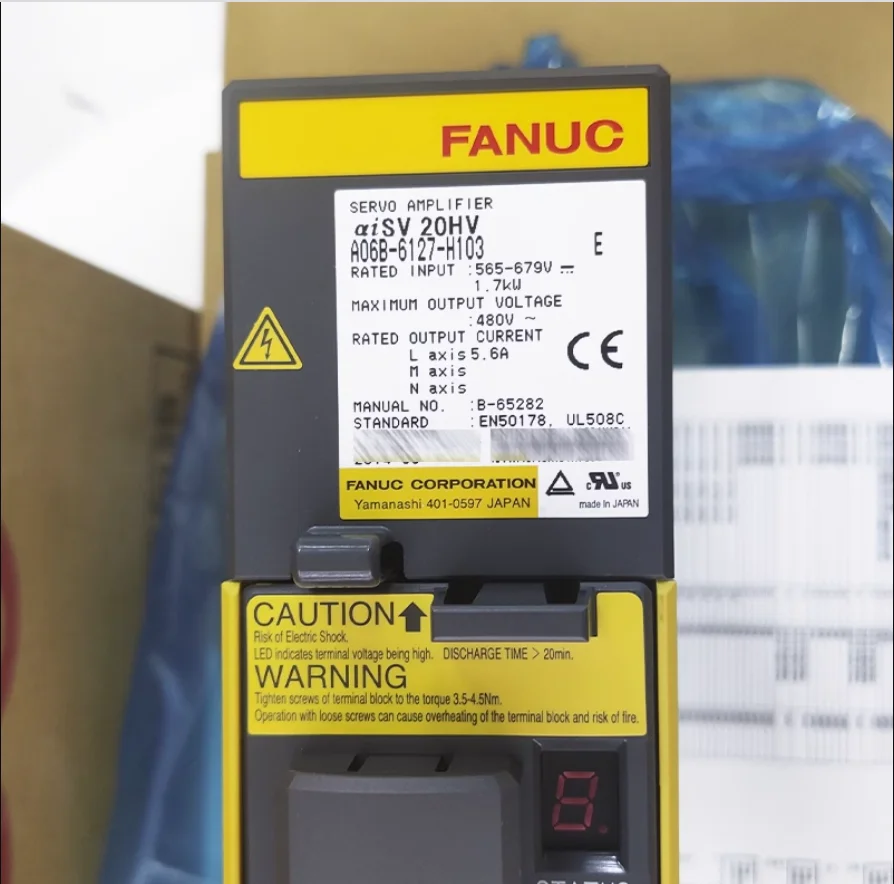 FANUC
SERVO AMPLIFIER
αiSV 20HV
A06B-6127-H103 E
RATED INPUT :565-679V ⎓
1.7kW
MAXIMUM OUTPUT VOLTAGE
:480V ~
RATED OUTPUT CURRENT
L axis 5.6A
M axis
N axis
CE
MANUAL NO. :B-65282
STANDARD :EN50178, UL508C
FANUC CORPORATION
Yamanashi 401-0597 JAPAN
c RU us
made in JAPAN
CAUTION↑
Risk of Electric Shock.
LED indicates terminal voltage being high. DISCHARGE TIME > 20min.
WARNING
Tighten screws of terminal block to the torque 3.5-4.5Nm.
Operation with loose screws can cause overheating of the terminal block and risk of fire.
8.